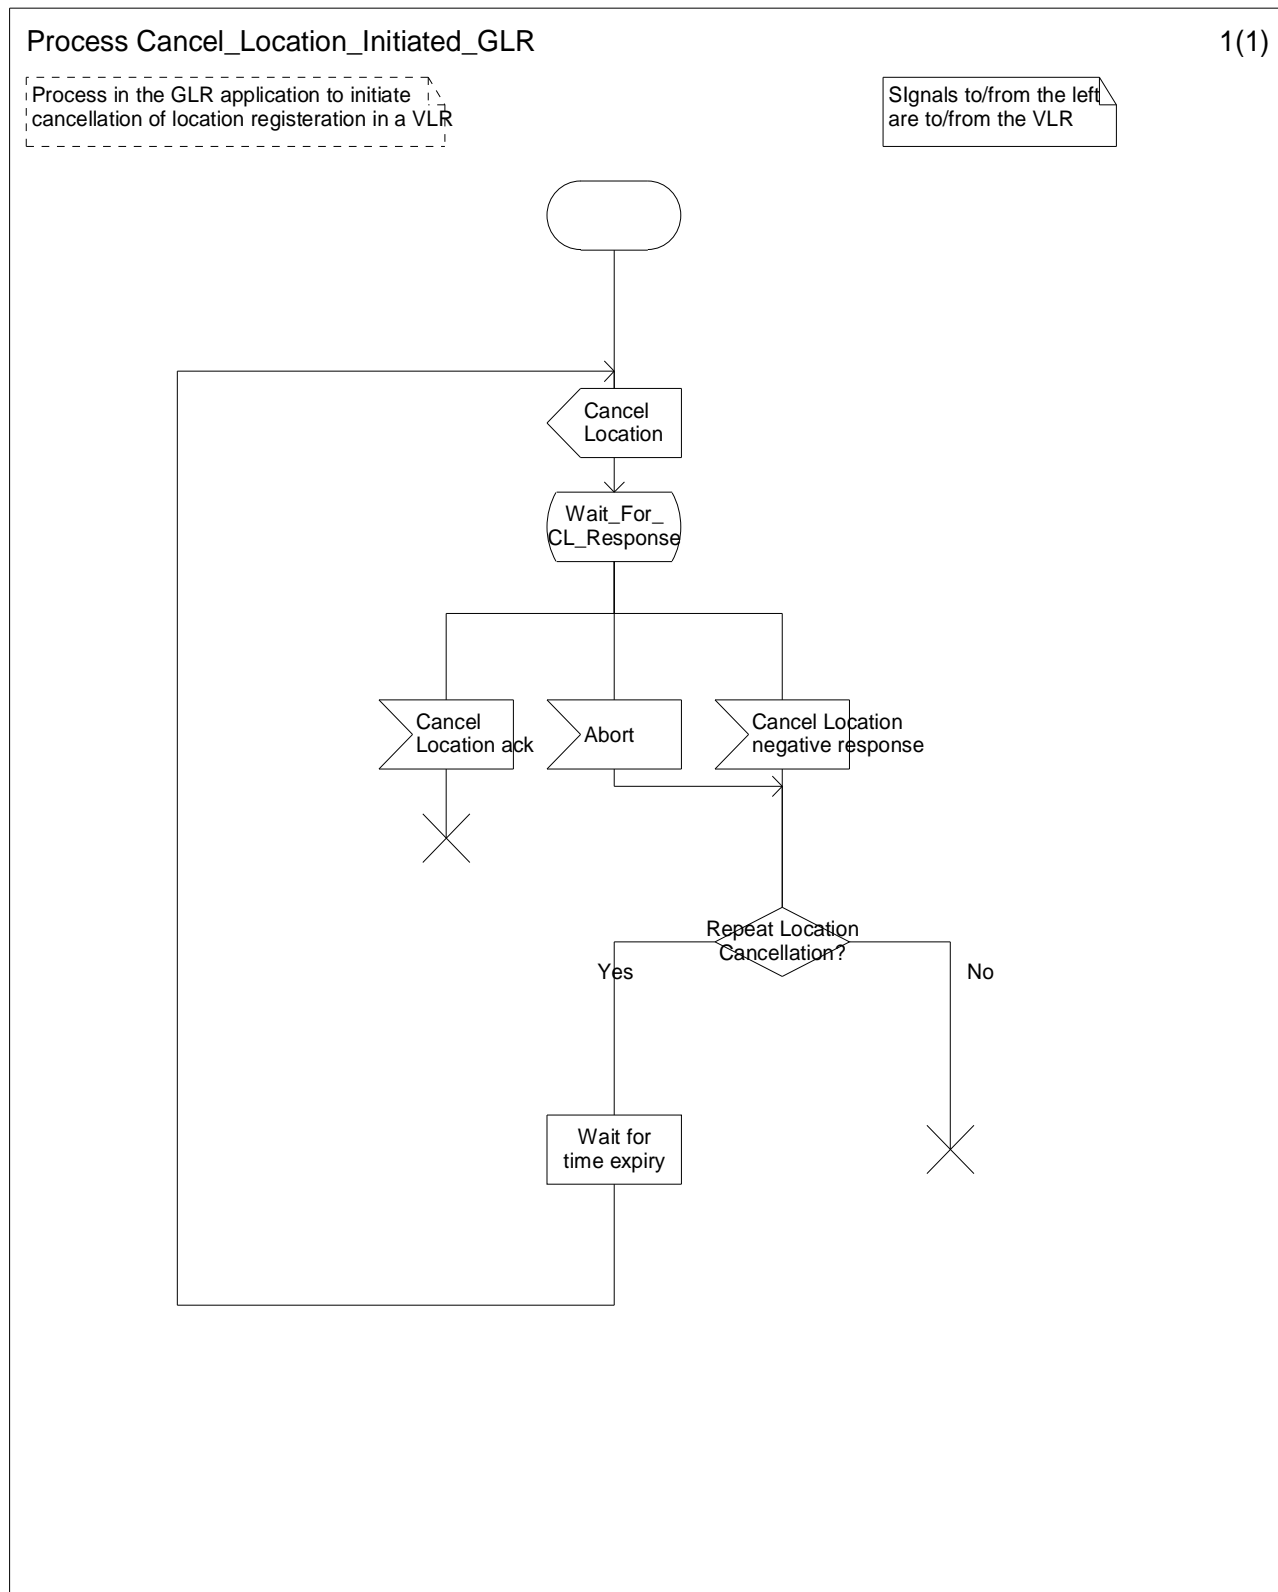 Process Cancel_Location_Initiated_GLR
1(1)
Process in the GLR application to initiate
cancellation of location registeration in a VLR
SIgnals to/from the left
are to/from the VLR
Cancel
Location
Wait_For_
CL_Response
Cancel
Location ack
Abort
Cancel Location
negative response
Repeat Location
Cancellation?
Yes
No
Wait for
time expiry